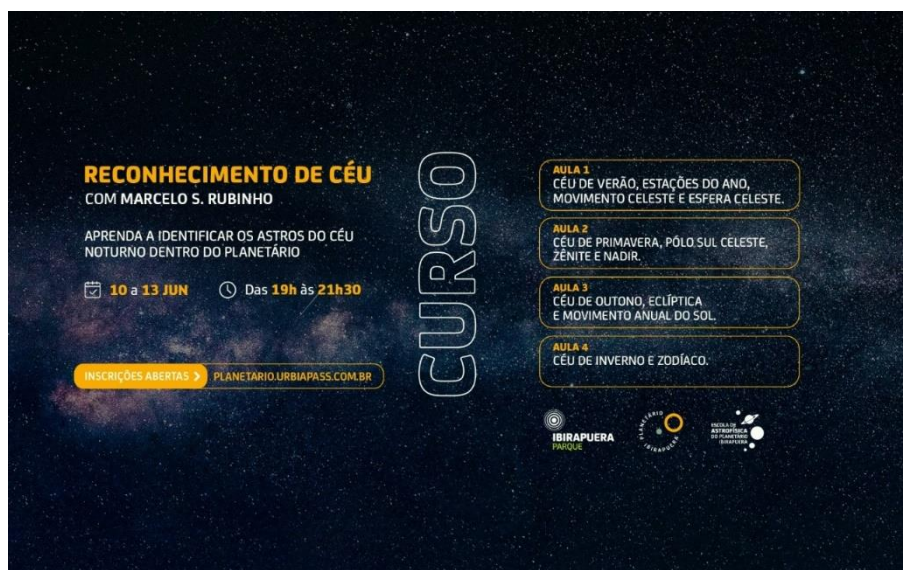 RECONHECIMENTO DE CÉU
COM MARCELO S. RUBINHO
APRENDA A IDENTIFICAR OS ASTROS DO CÉU
NOTURNO DENTRO DO PLANETÁRIO
10 a 13 JUN
Das 19h às 21h30
INSCRIÇÕES ABERTAS > PLANETARIO.URBIAPASS.COM.BR
CURSO
AULA 1
CÉU DE VERÃO, ESTAÇÕES DO ANO,
MOVIMENTO CELESTE E ESFERA CELESTE.
AULA 2
CÉU DE PRIMAVERA, PÓLO SUL CELESTE,
ZÊNITE E NADIR.
AULA 3
CÉU DE OUTONO, ECLÍPTICA
E MOVIMENTO ANUAL DO SOL.
AULA 4
CÉU DE INVERNO E ZODÍACO.
IBIRAPUERA
PARQUE
PLANETÁRIO
IBIRAPUERA
ESCOLA DE
ASTROFÍSICA
DO PLANETÁRIO
IBIRAPUERA